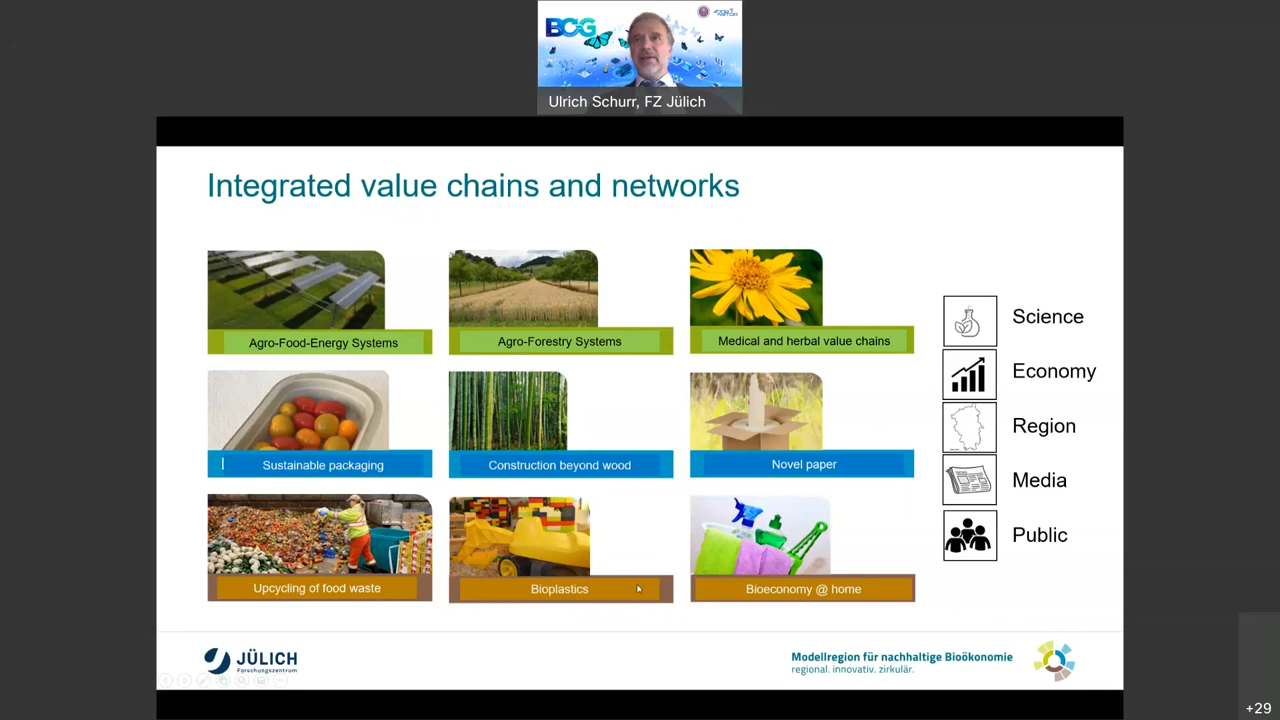 BCG
Ulrich Schurr, FZ Jülich
Integrated value chains and networks
Agro-Food-Energy Systems
Agro-Forestry Systems
Medical and herbal value chains
Sustainable packaging
Construction beyond wood
Novel paper
Upcycling of food waste
Bioplastics
Bioeconomy @ home
Science
Economy
Region
Media
Public
JÜLICH
Forschungszentrum
Modellregion für nachhaltige Bioökonomie
regional. innovativ. zirkulär.
+29